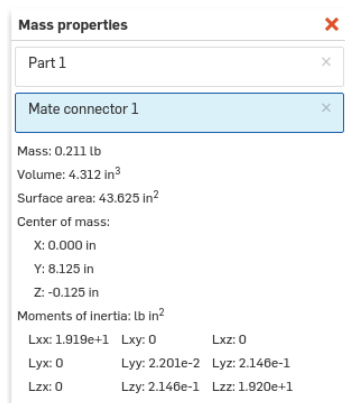 Mass properties
Part 1
Mate connector 1
Mass: 0.211 lb
Volume: 4.312 in³
Surface area: 43.625 in²
Center of mass:
X: 0.000 in
Y: 8.125 in
Z: -0.125 in
Moments of inertia: lb in²
Lxx: 1.919e+1 Lxy: 0 Lxz: 0
Lyx: 0 Lyy: 2.201e-2 Lyz: 2.146e-1
Lzx: 0 Lzy: 2.146e-1 Lzz: 1.920e+1